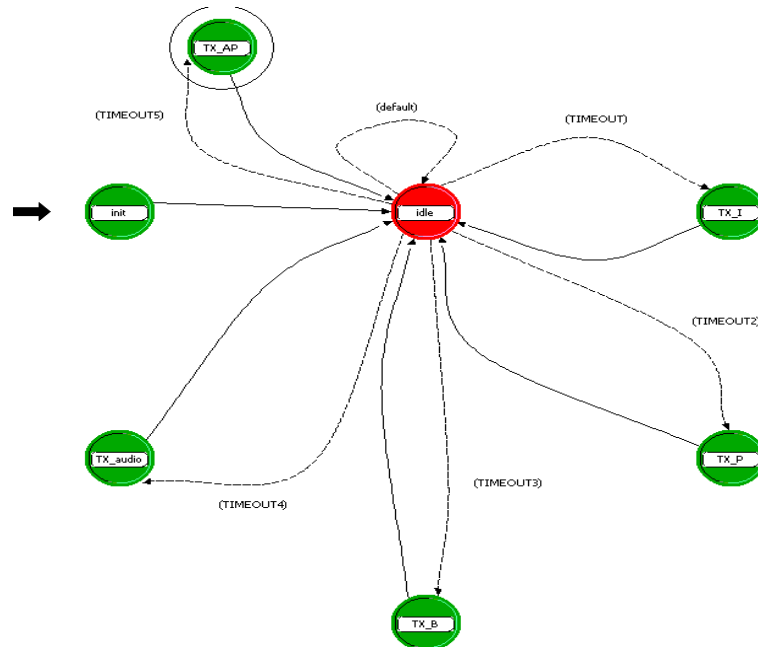 TX_AP
(TIMEOUT5)
(default)
(TIMEOUT)
init
idle
TX_I
(TIMEOUT2)
TX_audio
TX_P
(TIMEOUT4)
(TIMEOUT3)
TX_B